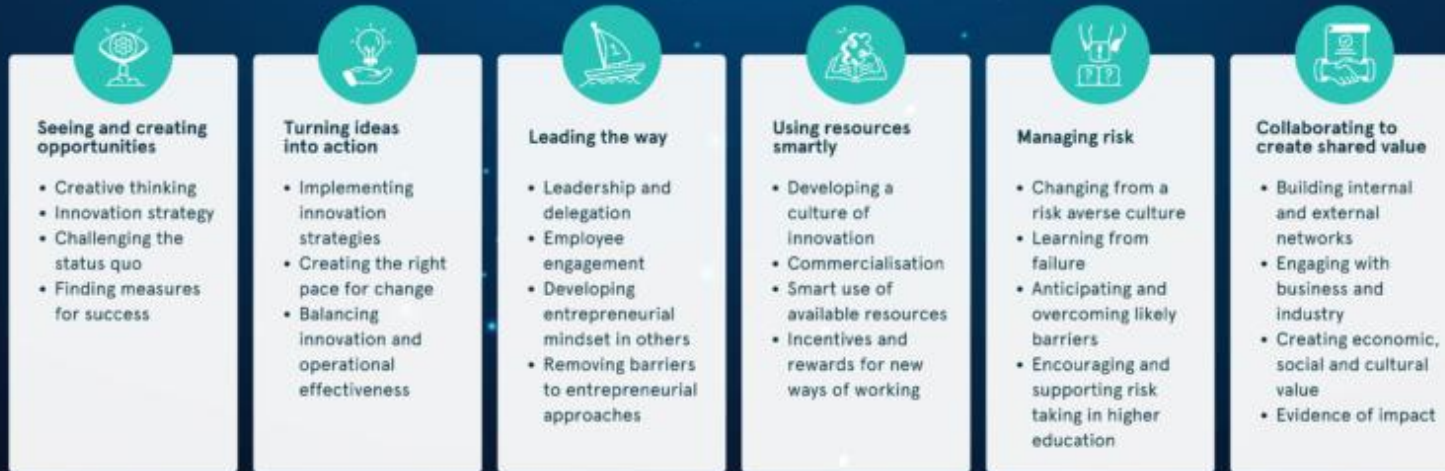 Seeing and creating
opportunities
• Creative thinking
• Innovation strategy
• Challenging the
status quo
• Finding measures
for success
Turning ideas
into action
• Implementing
innovation
strategies
• Creating the right
pace for change
• Balancing
innovation and
operational
effectiveness
Leading the way
• Leadership and
delegation
• Employee
engagement
• Developing
entrepreneurial
mindset in others
• Removing barriers
to entrepreneurial
approaches
Using resources
smartly
• Developing a
culture of
innovation
• Commercialisation
• Smart use of
available resources
• Incentives and
rewards for new
ways of working
Managing risk
• Changing from a
risk averse culture
• Learning from
failure
• Anticipating and
overcoming likely
barriers
• Encouraging and
supporting risk
taking in higher
education
Collaborating to
create shared value
• Building internal
and external
networks
• Engaging with
business and
industry
• Creating economic,
social and cultural
value
• Evidence of impact